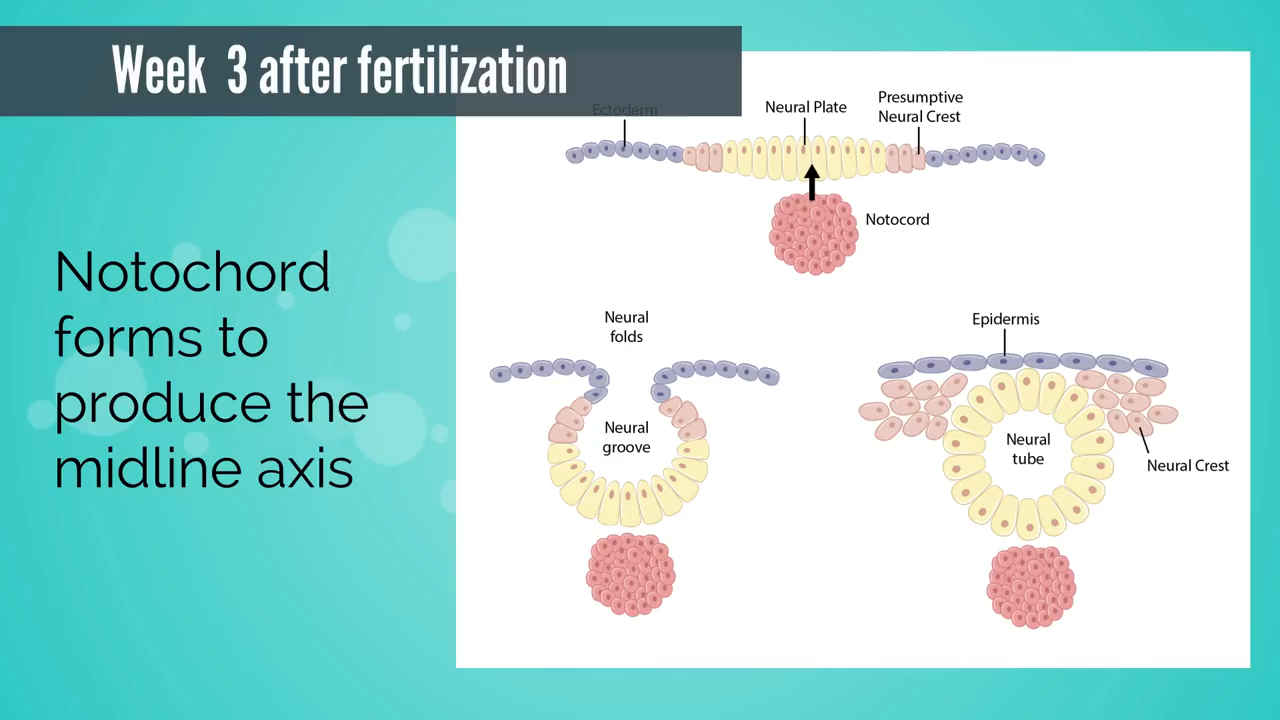 Week 3 after fertilization
Notochord
forms to
produce the
midline axis
Ectoderm
Neural Plate
Presumptive
Neural Crest
Notocord
Neural
folds
Neural
groove
Epidermis
Neural
tube
Neural Crest